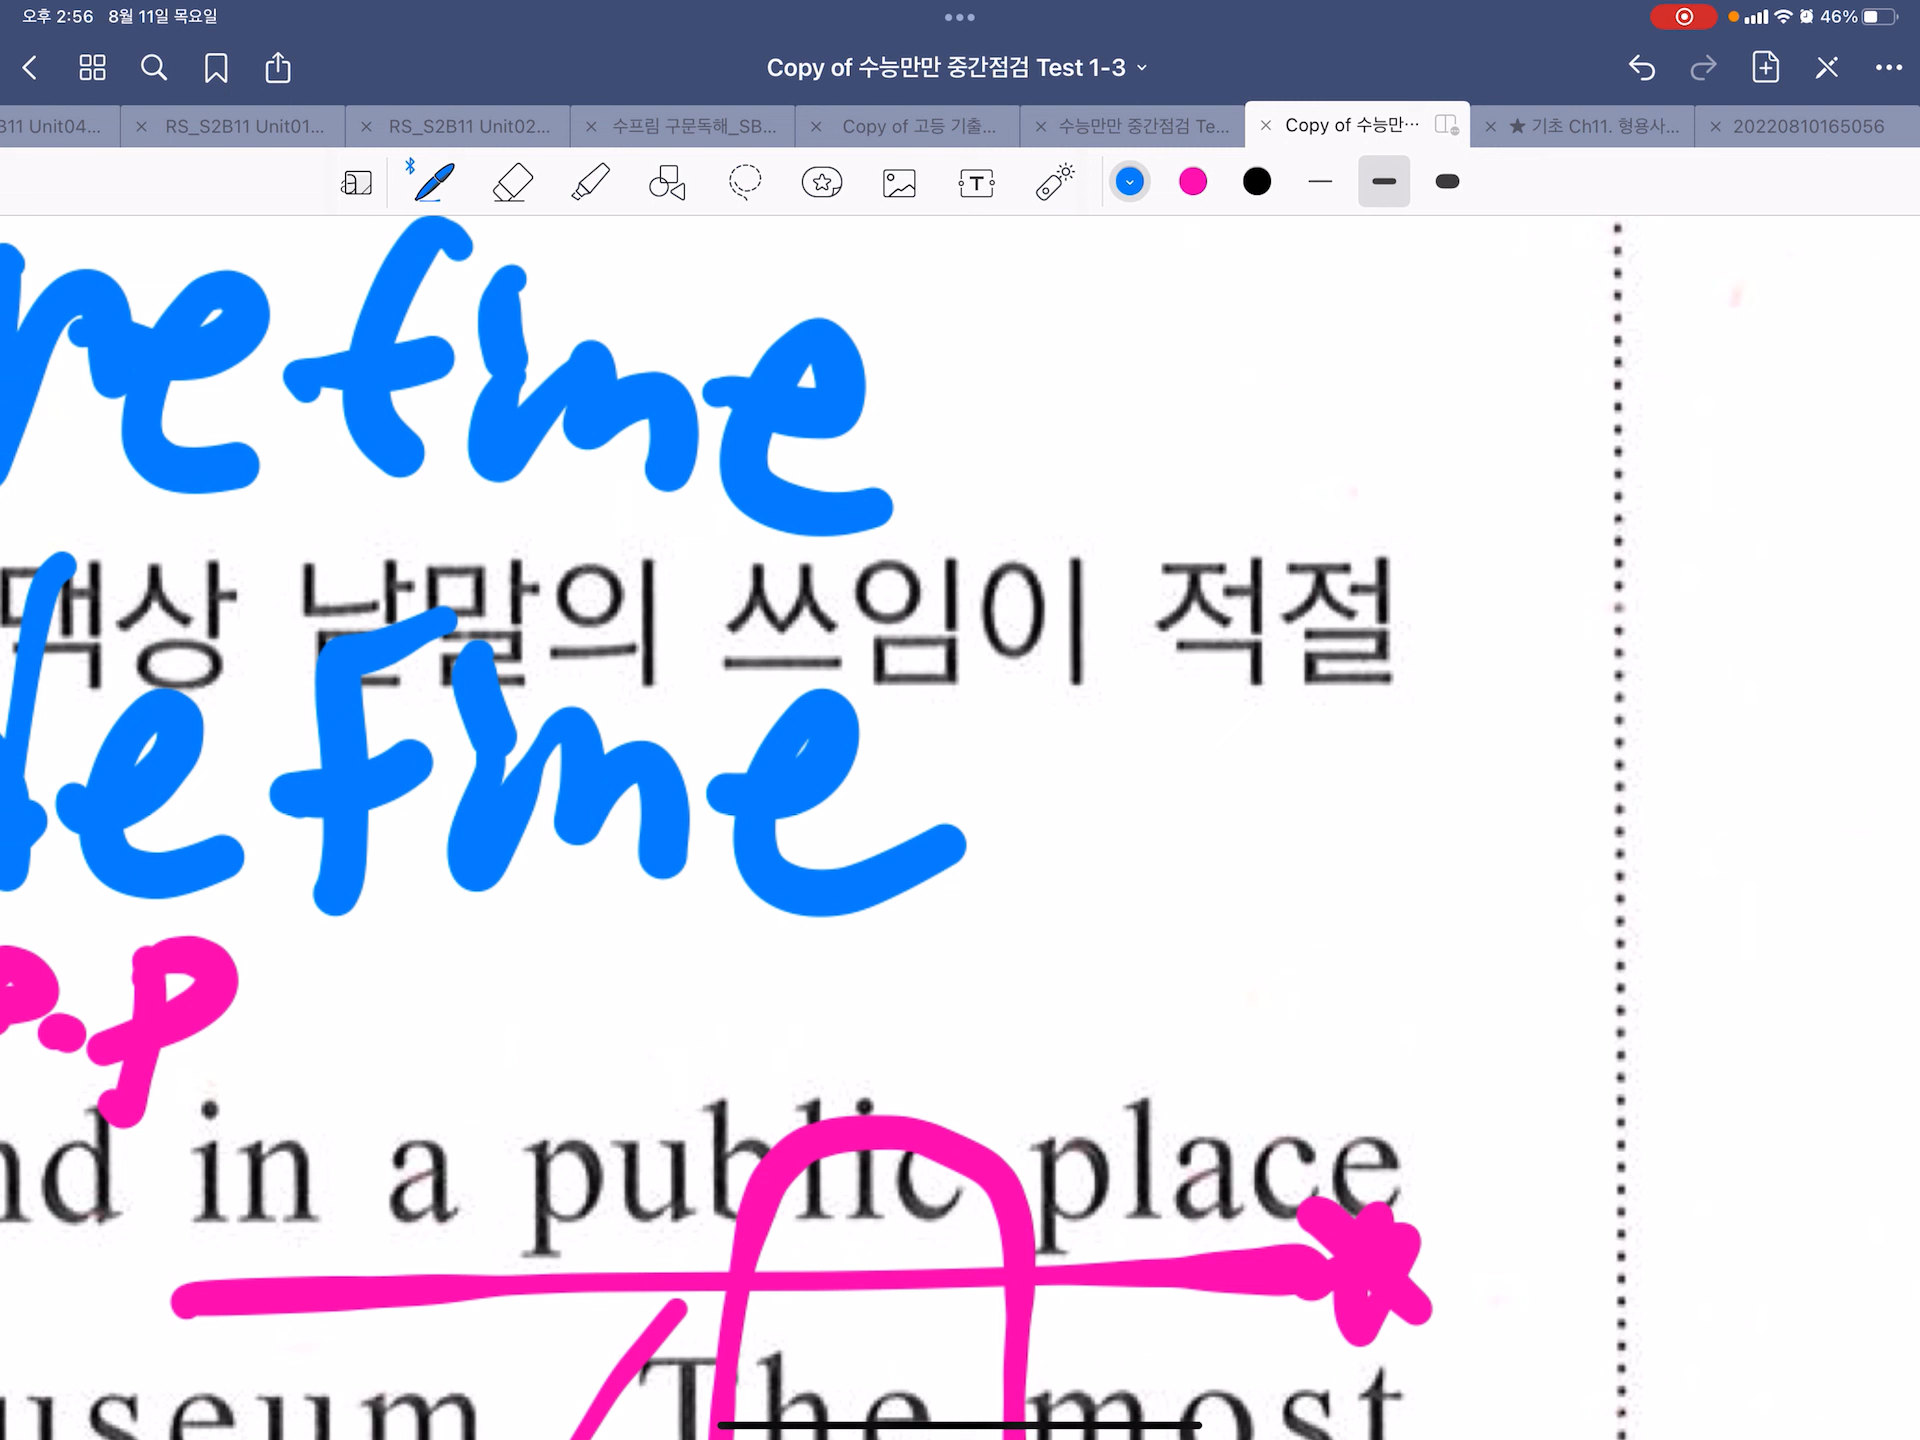 오후 2:56 8월 11일 목요일
46%
Copy of 수능만만 중간점검 Test 1-3
B11 Unit04... RS_S2B11 Unit01... RS_S2B11 Unit02... 수프림 구문독해_SB... Copy of 고등 기출... 수능만만 중간점검 Te... Copy of 수능만... ★ 기초 Ch11. 형용사... 20220810165056
refine
맥상 낱말의 쓰임이 적절
define
p.p
nd in a public place
useum The most